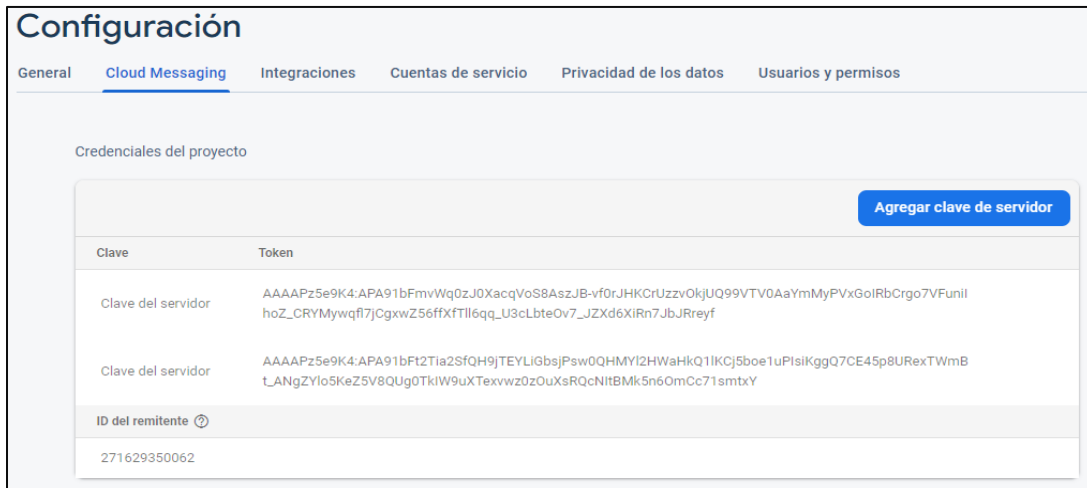 Configuración
General Cloud Messaging Integraciones Cuentas de servicio Privacidad de los datos Usuarios y permisos
Credenciales del proyecto
Agregar clave de servidor
Clave Token
Clave del servidor
AAAAPz5e9K4:APA91bFmvWq0zJ0XacqVoS8AszJB-vf0rJHKCrUzzvOkjUQ99VTV0AaYmMyPVxGoIRbCrgo7VFunil
hoZ_CRYMywqfl7jCgxwZ56ffXfTll6qq_U3cLbteOv7_JZXd6XiRn7JbJRreyf
Clave del servidor
AAAAPz5e9K4:APA91bFt2Tia2SfQH9jTEYLiGbsjPsw0QHMYl2HWaHkQ1lKCj5boe1uPIsiKggQ7CE45p8URexTWmB
t_ANgZYlo5KeZ5V8QUg0TkIW9uXTexvwz0zOuXsRQcNItBMk5n6OmCc71smtxY
ID del remitente
271629350062